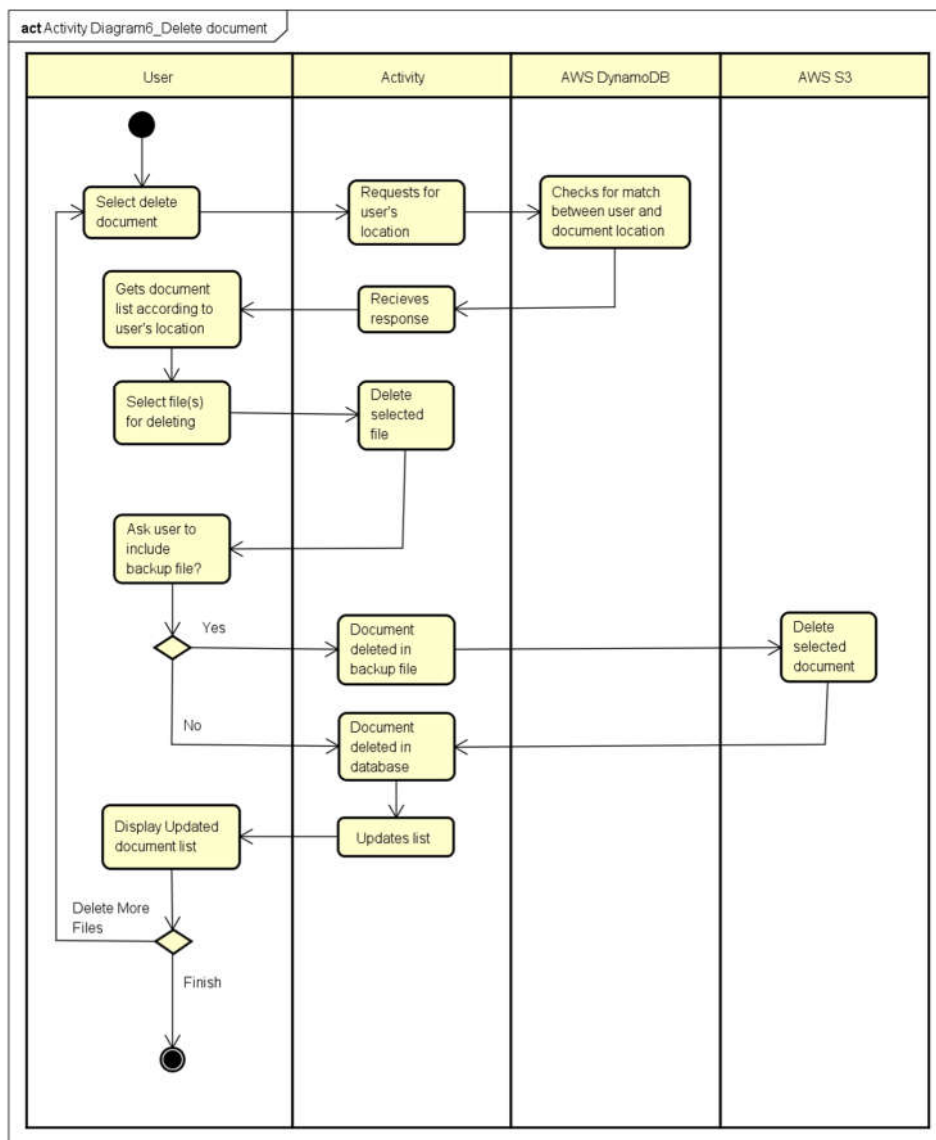 act Activity Diagram6_Delete document
User
Activity
AWS DynamoDB
AWS S3
Select delete
document
Requests for
user's
location
Checks for match
between user and
document location
Gets document
list according to
user's location
Recieves
response
Select file(s)
for deleting
Delete
selected
file
Ask user to
include
backup file?
Yes
Document
deleted in
backup file
Delete
selected
document
No
Document
deleted in
database
Display Updated
document list
Updates list
Delete More
Files
Finish